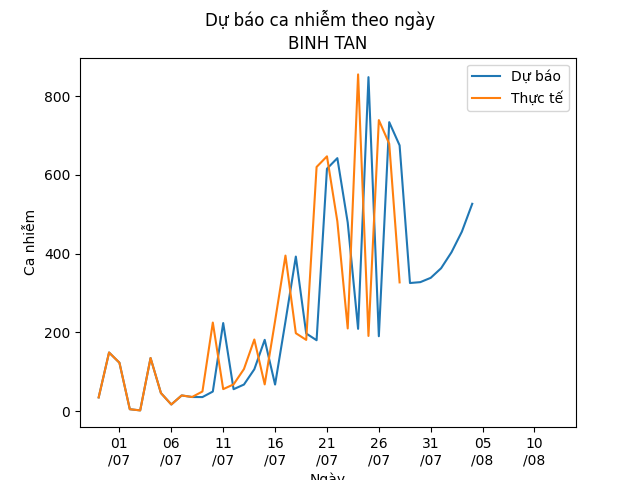 Dự báo ca nhiễm theo ngày
BINH TAN
Dự báo
Thực tế
Ca nhiễm
800
600
400
200
0
01 06 11 16 21 26 31 05 10
/07 /07 /07 /07 /07 /07 /07 /08 /08
Ngày